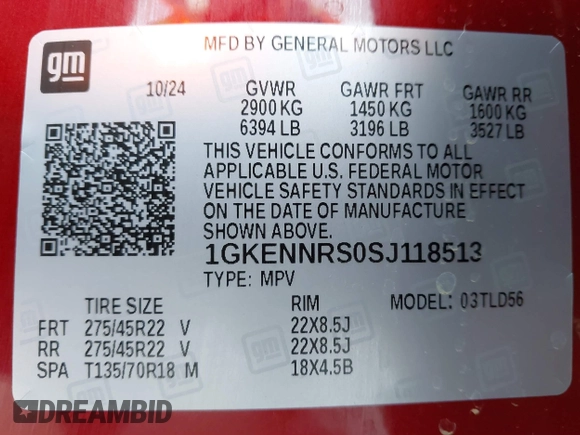 gm
MFD BY GENERAL MOTORS LLC
10/24 GVWR GAWR FRT GAWR RR
2900 KG 1450 KG 1600 KG
6394 LB 3196 LB 3527 LB
THIS VEHICLE CONFORMS TO ALL
APPLICABLE U.S. FEDERAL MOTOR
VEHICLE SAFETY STANDARDS IN EFFECT
ON THE DATE OF MANUFACTURE
SHOWN ABOVE.
1GKENNRS0SJ118513
TYPE: MPV
TIRE SIZE RIM MODEL: 03TLD56
FRT 275/45R22 V 22X8.5J
RR 275/45R22 V 22X8.5J
SPA T135/70R18 M 18X4.5B
DREAMBID